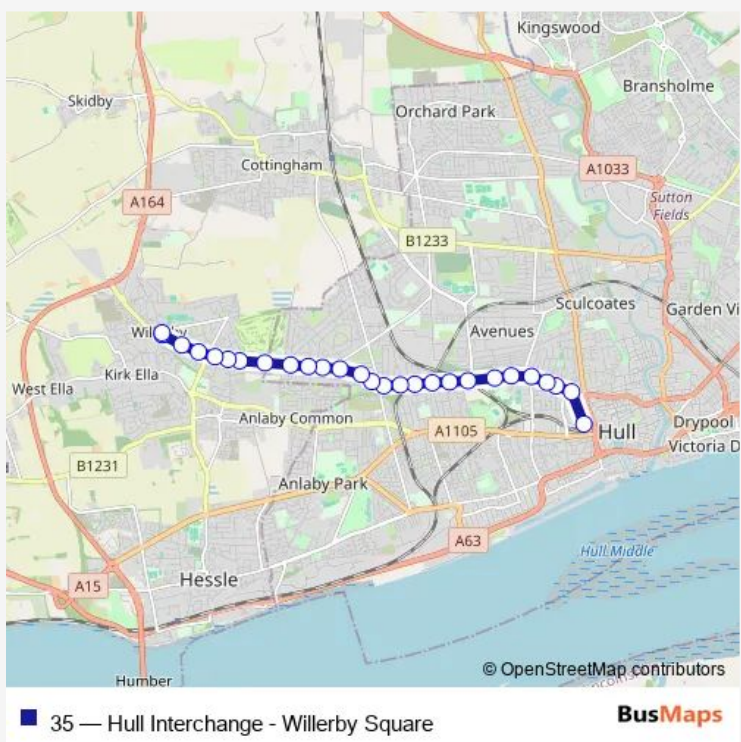 Kingswood
Bransholme
Skidby
Orchard Park
Cottingham
A1033
A164
Sutton
Fields
B1233
Sculcoates
Garden Vi
Avenues
Kirk Ella
West Ella
Anlaby Common
A1105
Hull
Drypool
Victoria D
B1231
Anlaby Park
A63
Hull Middle
A15
Hessle
© OpenStreetMap contributors
Humber
35 — Hull Interchange - Willerby Square
BusMaps